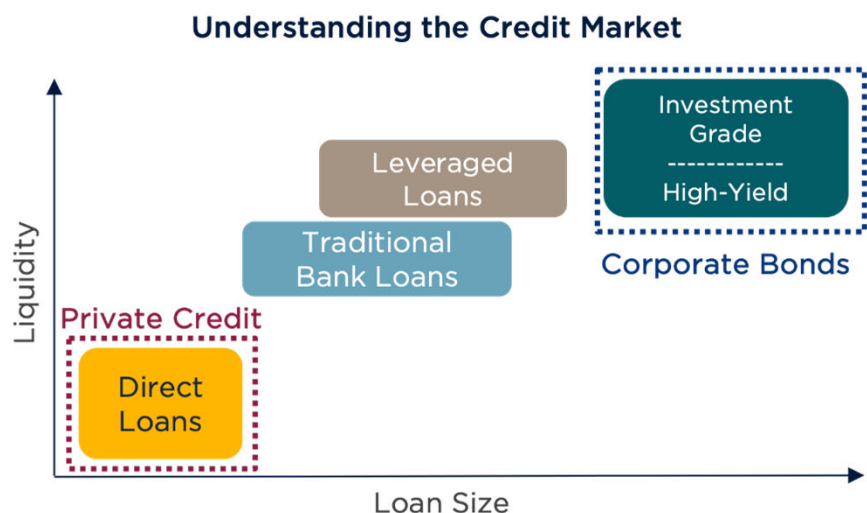 Understanding the Credit Market
Investment
Grade
------------
High-Yield
Leveraged
Loans
Traditional
Bank Loans
Corporate Bonds
Private Credit
Direct
Loans
Liquidity
Loan Size